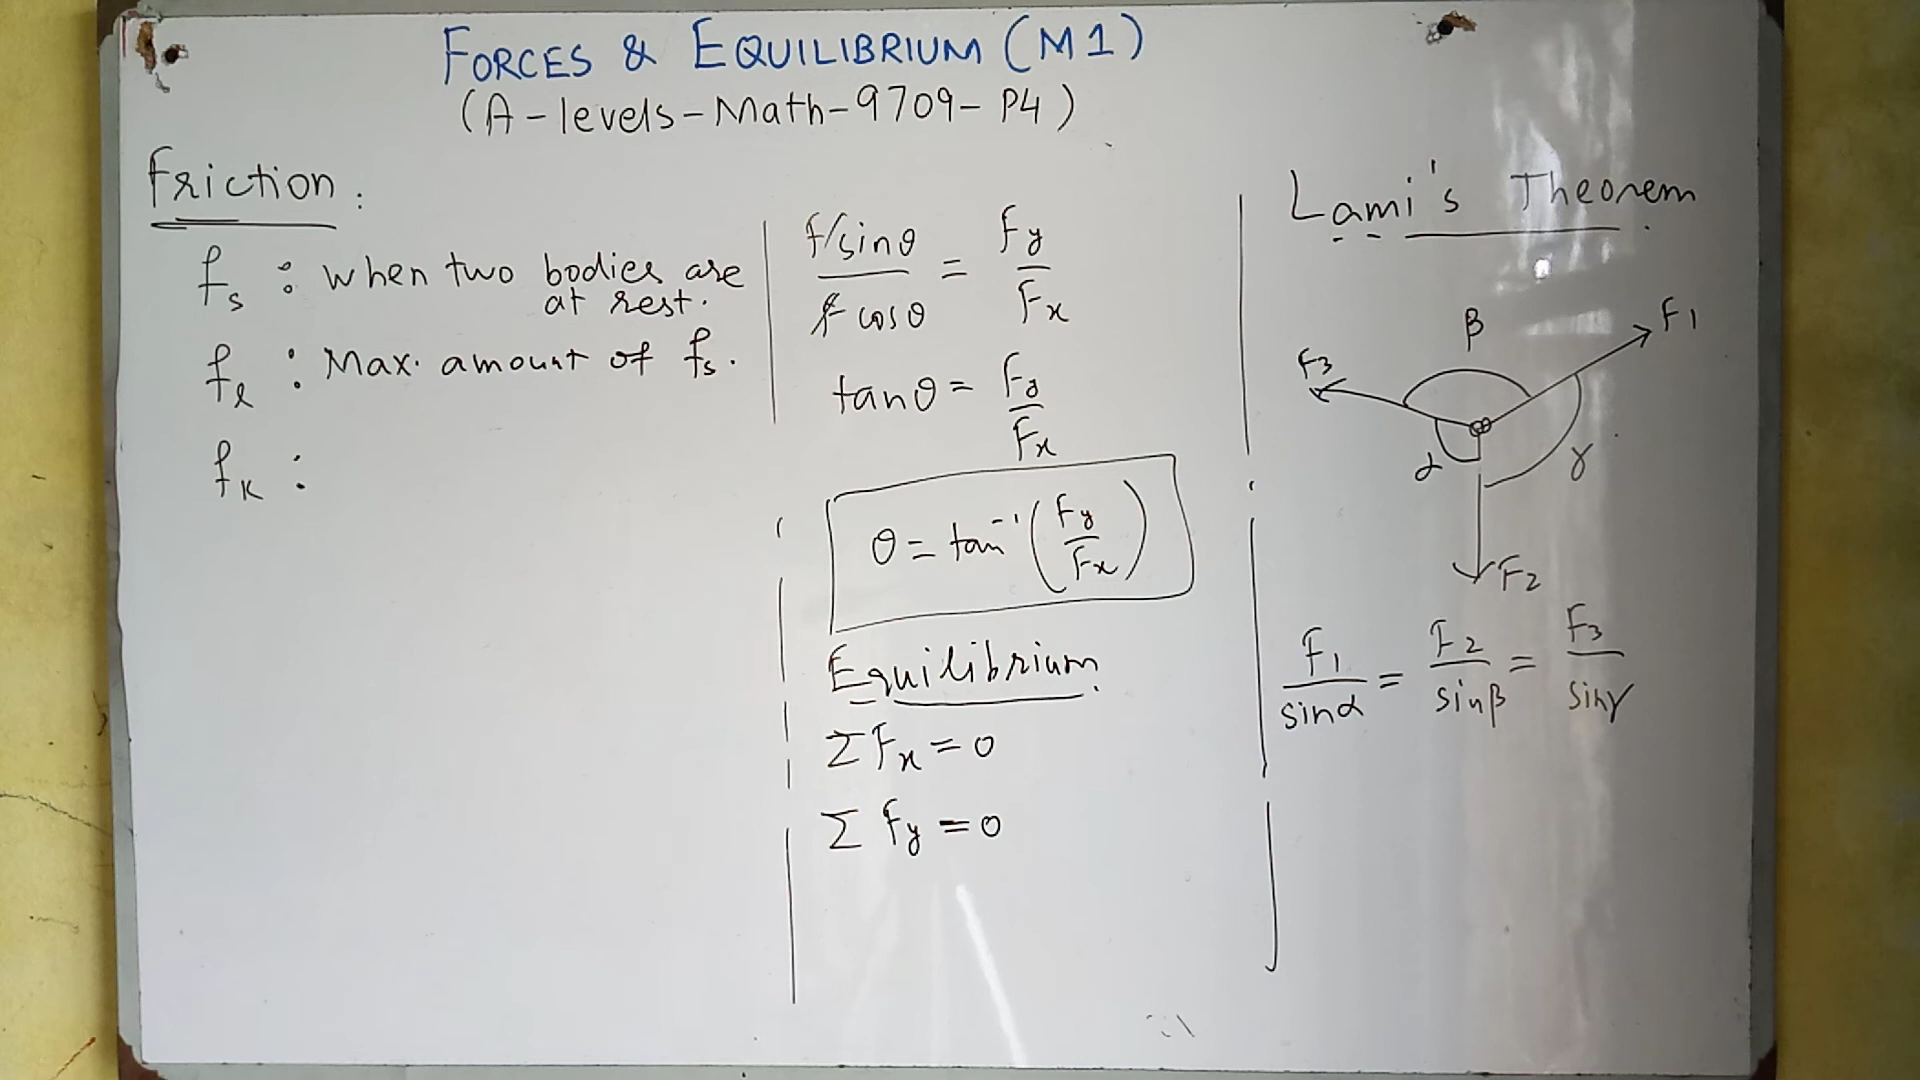 FORCES & EQUILIBRIUM (M1)
(A-levels-Math-9709-P4)
Friction:
fs : when two bodies are
at rest.
fl : Max. amount of fs.
fK :
f sinθ / f cosθ = Fy / Fx
tanθ = Fy / Fx
θ = tan⁻¹ (Fy / Fx)
Equilibrium
ΣFx = 0
ΣFy = 0
Lami's Theorem
β
F1
F3
α
γ
F2
F1 / sinα = F2 / sinβ = F3 / sinγ